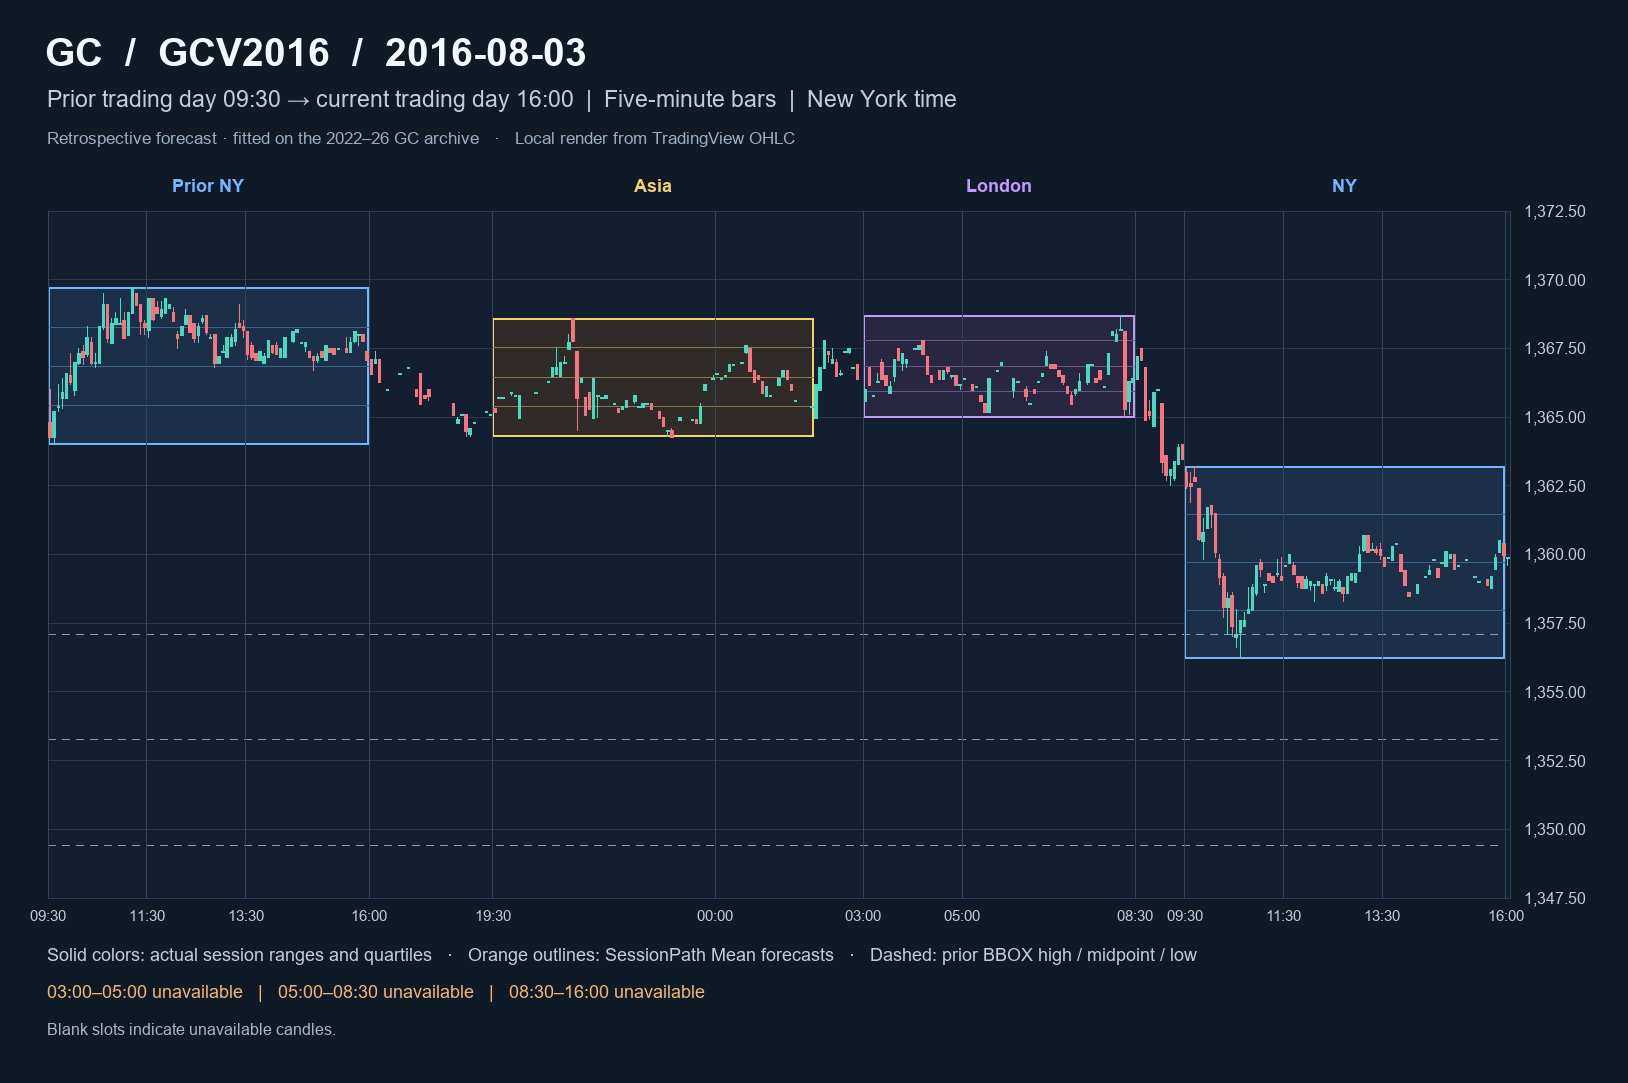 GC / GCV2016 / 2016-08-03
Prior trading day 09:30 → current trading day 16:00 | Five-minute bars | New York time
Retrospective forecast · fitted on the 2022–26 GC archive · Local render from TradingView OHLC
Prior NY Asia London NY
1,372.50
1,370.00
1,367.50
1,365.00
1,362.50
1,360.00
1,357.50
1,355.00
1,352.50
1,350.00
1,347.50
09:30 11:30 13:30 16:00 19:30 00:00 03:00 05:00 08:30 09:30 11:30 13:30 16:00
Solid colors: actual session ranges and quartiles · Orange outlines: SessionPath Mean forecasts · Dashed: prior BBOX high / midpoint / low
03:00–05:00 unavailable | 05:00–08:30 unavailable | 08:30–16:00 unavailable
Blank slots indicate unavailable candles.